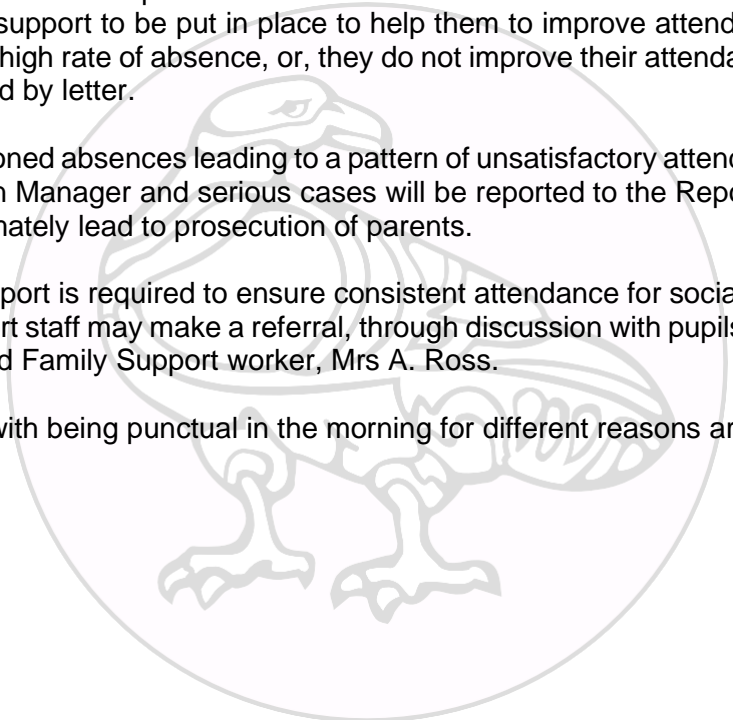 support to be put in place to help them to improve attend
high rate of absence, or, they do not improve their attenda
d by letter.
oned absences leading to a pattern of unsatisfactory attend
n Manager and serious cases will be reported to the Repo
nately lead to prosecution of parents.
port is required to ensure consistent attendance for social
rt staff may make a referral, through discussion with pupils
d Family Support worker, Mrs A. Ross.
with being punctual in the morning for different reasons ar